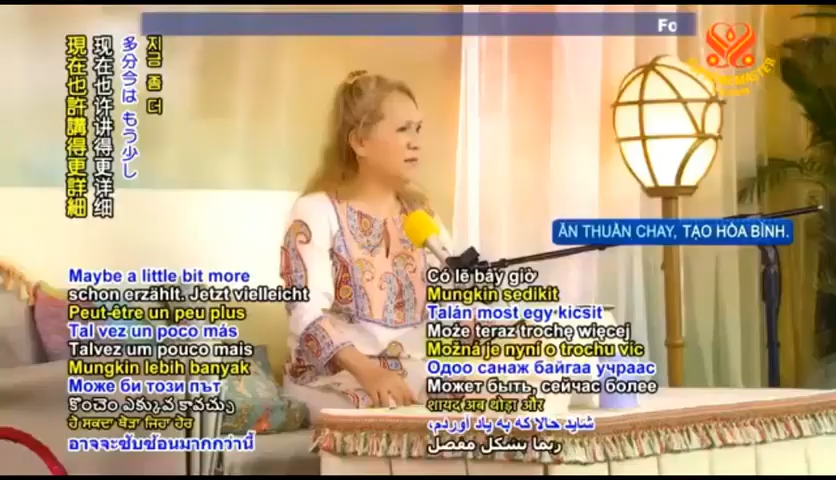 Fo
지금 좀 더
多分今は もう少し
现在也许讲得更详细
現在也許講得更詳細
ĂN THUẦN CHAY, TẠO HÒA BÌNH.
Maybe a little bit more
schon erzählt. Jetzt vielleicht
Peut-être un peu plus
Tal vez un poco más
Talvez um pouco mais
Mungkin lebih banyak
Може би този път
కొంచెం ఎక్కువ కావచ్చు
ਹੋ ਸਕਦਾ ਥੋੜਾ ਜਿਹਾ ਹੋਰ
อาจจะซับซ้อนมากกว่านี้
Có lẽ bây giờ
Mungkin sedikit
Talán most egy kicsit
Może teraz trochę więcej
Možná je nyní o trochu víc
Одоо санаж байгаа учраас
Может быть, сейчас более
शायद अब थोड़ा और
شاید حالا که به یاد آوردم،
ربما بشكل مفصل